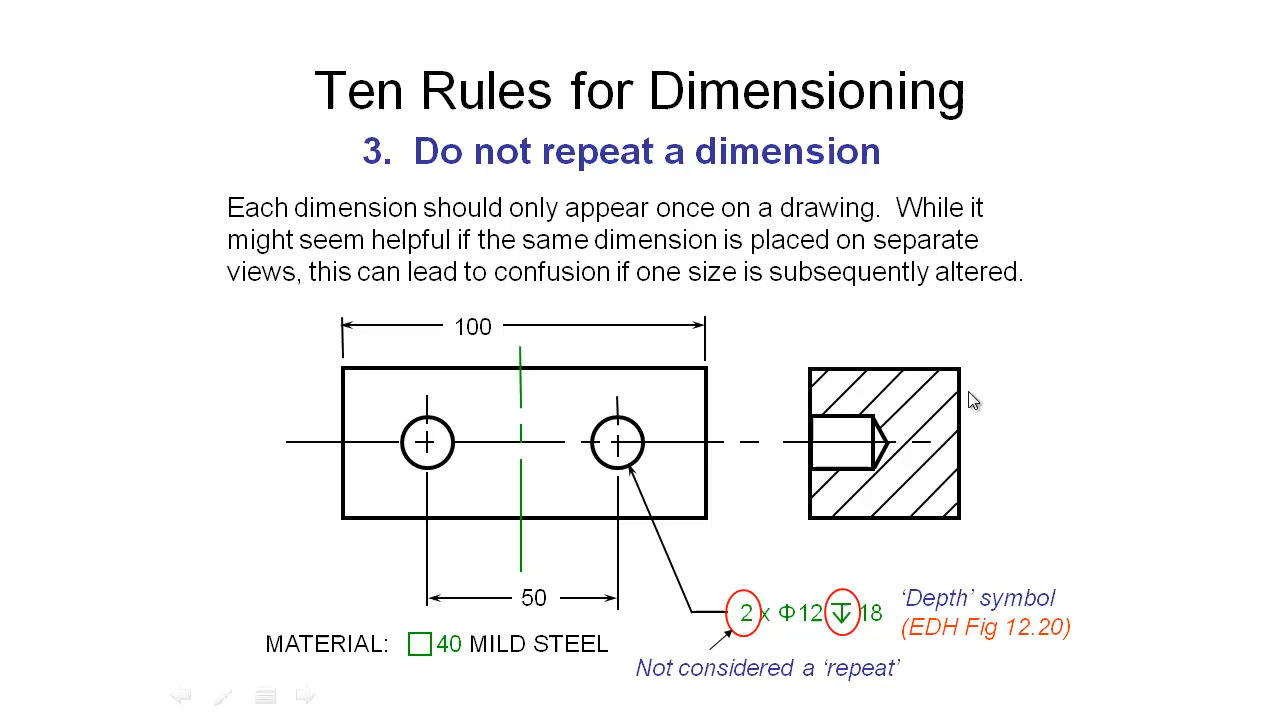 Ten Rules for Dimensioning
3. Do not repeat a dimension
Each dimension should only appear once on a drawing. While it
might seem helpful if the same dimension is placed on separate
views, this can lead to confusion if one size is subsequently altered.
100
50
2 x Φ12 ↧ 18
'Depth' symbol
(EDH Fig 12.20)
MATERIAL: □40 MILD STEEL
Not considered a 'repeat'